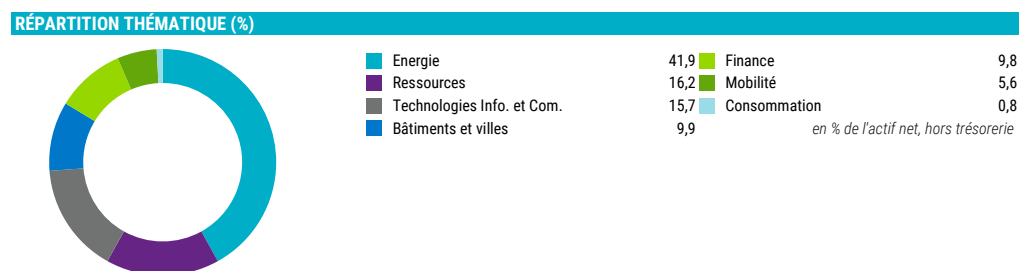 RÉPARTITION THÉMATIQUE (%)
Energie 41,9 Finance 9,8
Ressources 16,2 Mobilité 5,6
Technologies Info. et Com. 15,7 Consommation 0,8
Bâtiments et villes 9,9 en % de l'actif net, hors trésorerie